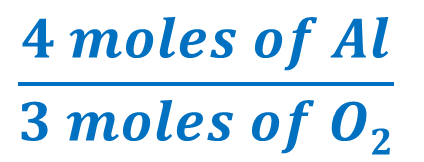 4 moles of Al
3 moles of O₂